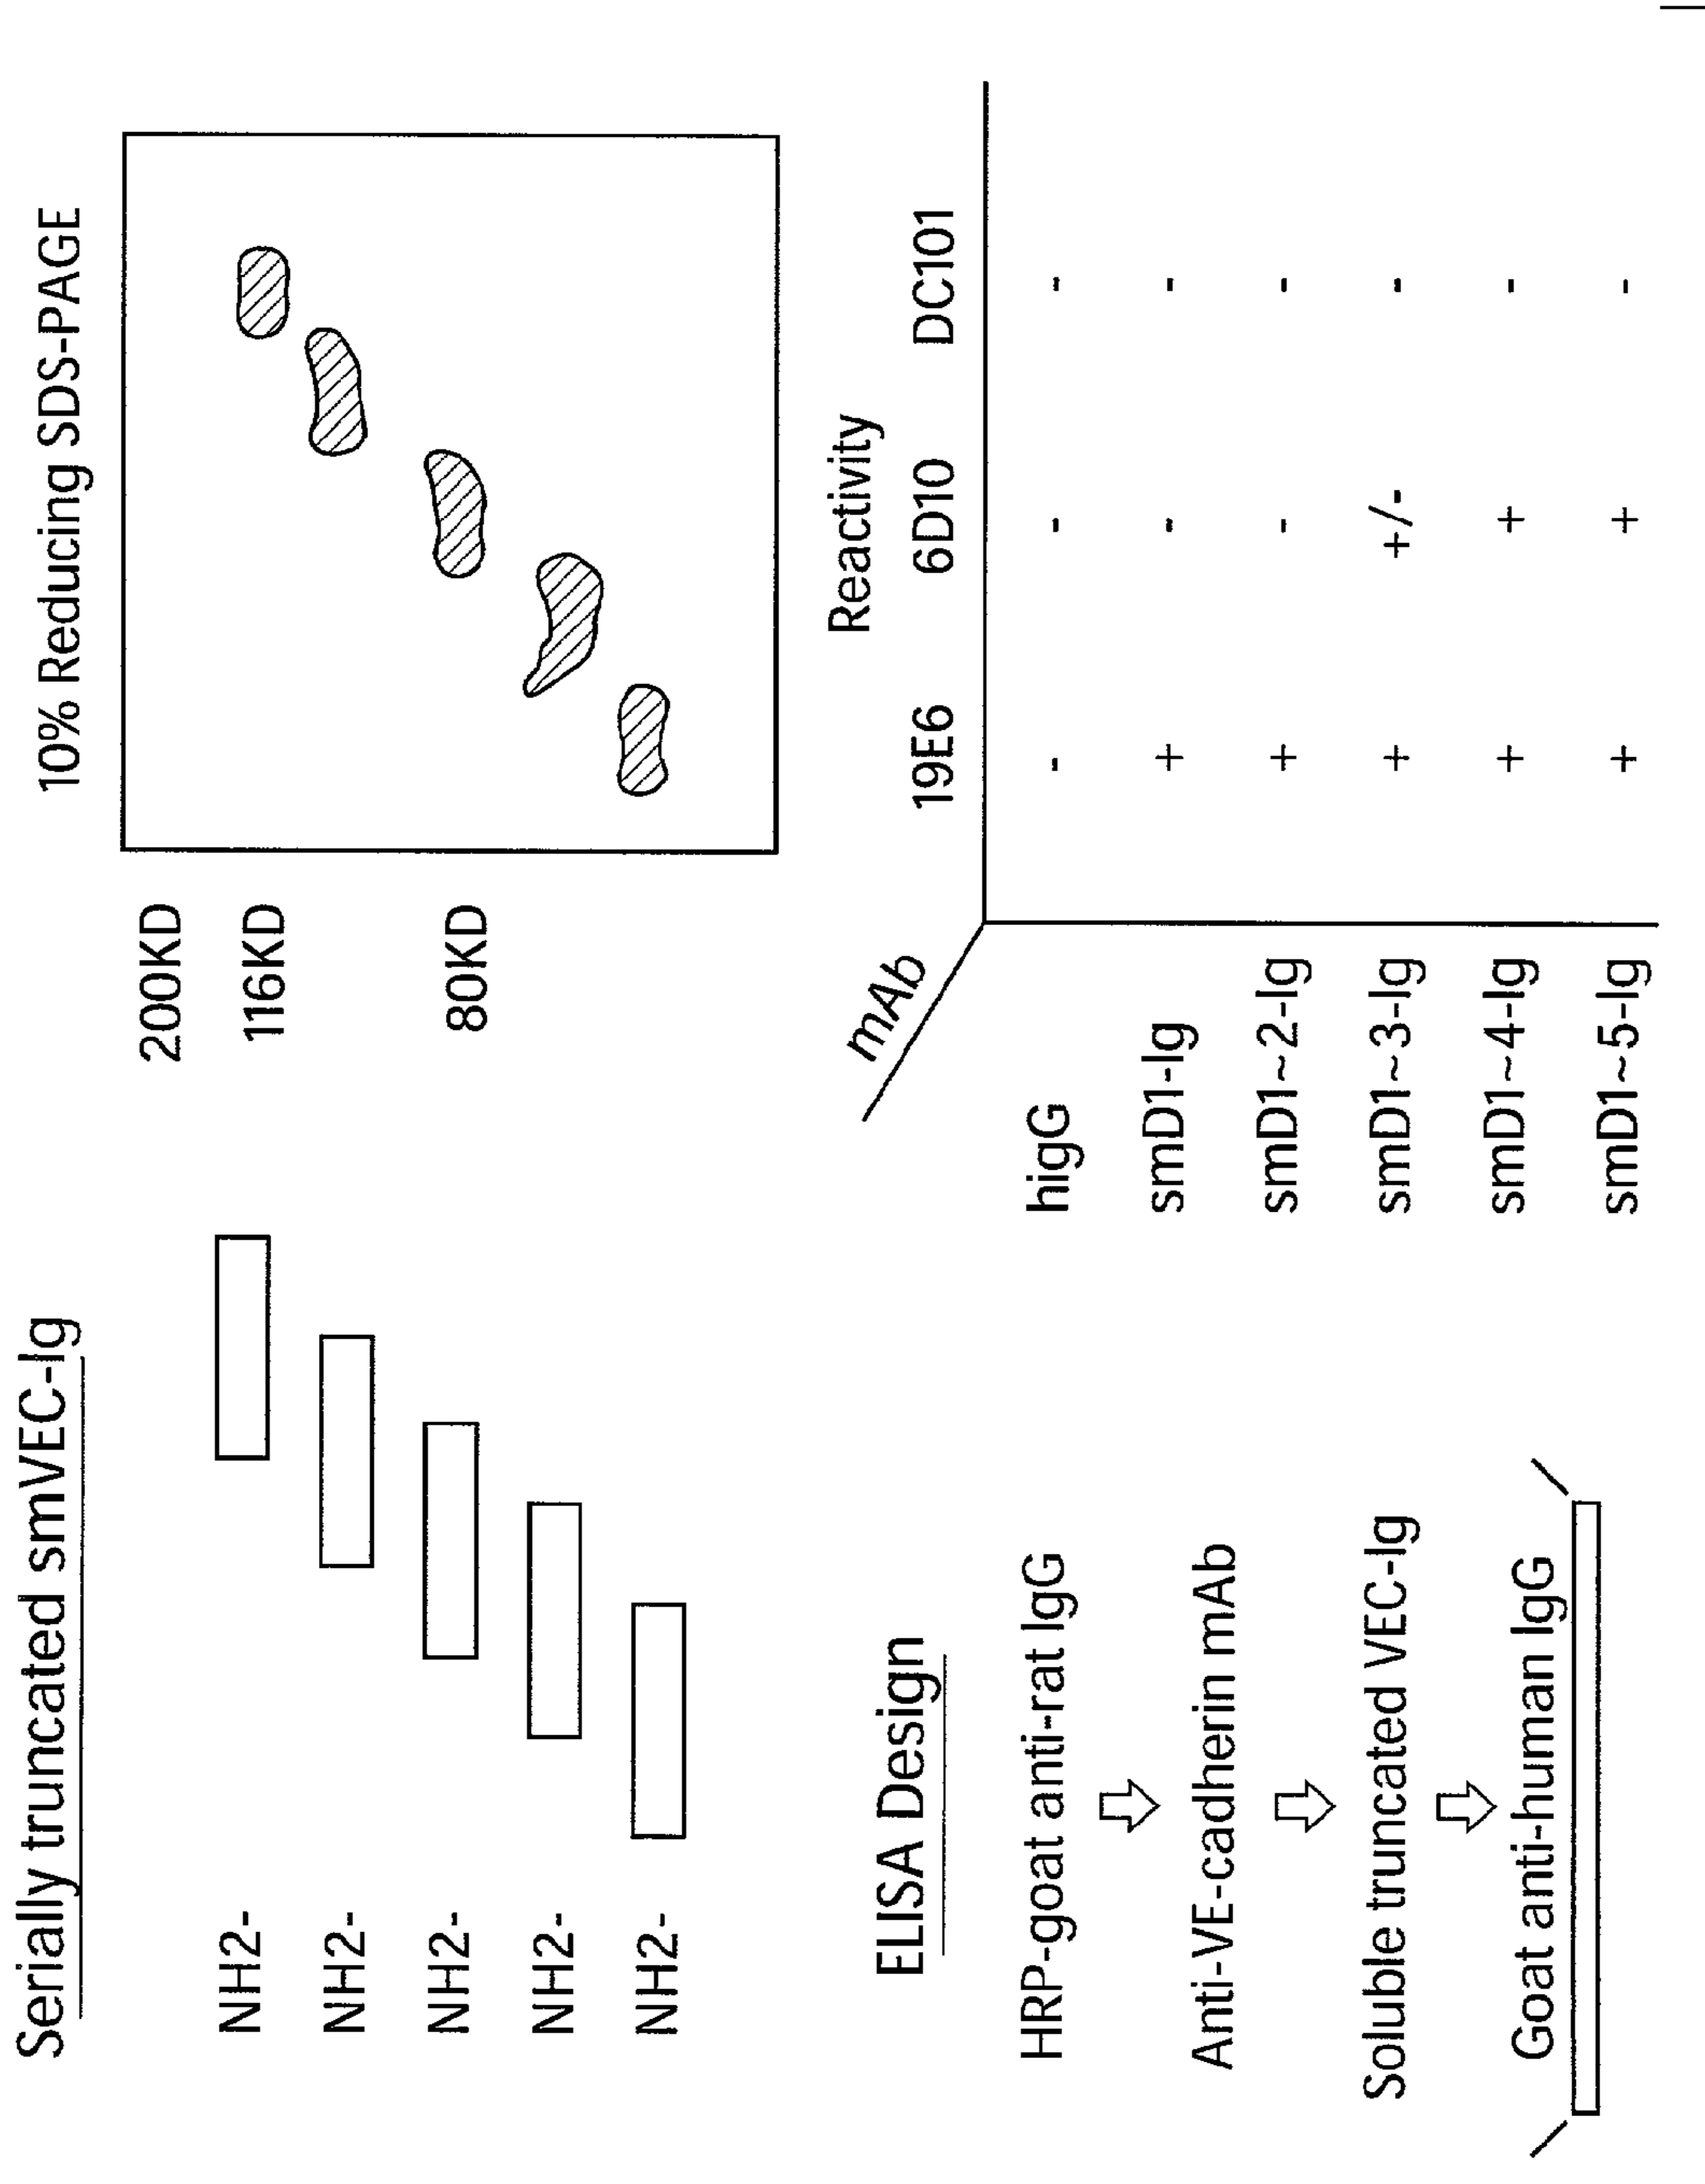 Serially truncated smVEC-Ig
NH2-
NH2-
NH2-
NH2-
NH2-
10% Reducing SDS-PAGE
200KD
116KD
80KD
ELISA Design
HRP-goat anti-rat IgG
Anti-VE-cadherin mAb
Soluble truncated VEC-Ig
Goat anti-human IgG
Reactivity
mAb 19E6 6D10 DC101
higG - - -
smD1-Ig + - -
smD1~2-Ig + - -
smD1~3-Ig + +/- -
smD1~4-Ig + + -
smD1~5-Ig + + -